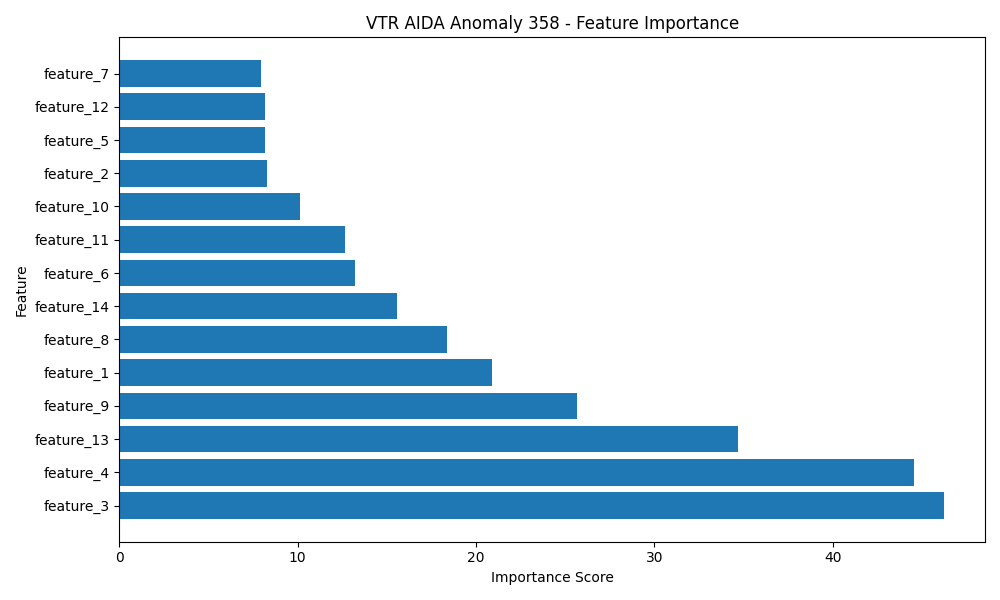 VTR AIDA Anomaly 358 - Feature Importance
feature_7
feature_12
feature_5
feature_2
feature_10
feature_11
feature_6
feature_14
feature_8
feature_1
feature_9
feature_13
feature_4
feature_3
Feature
0 10 20 30 40
Importance Score